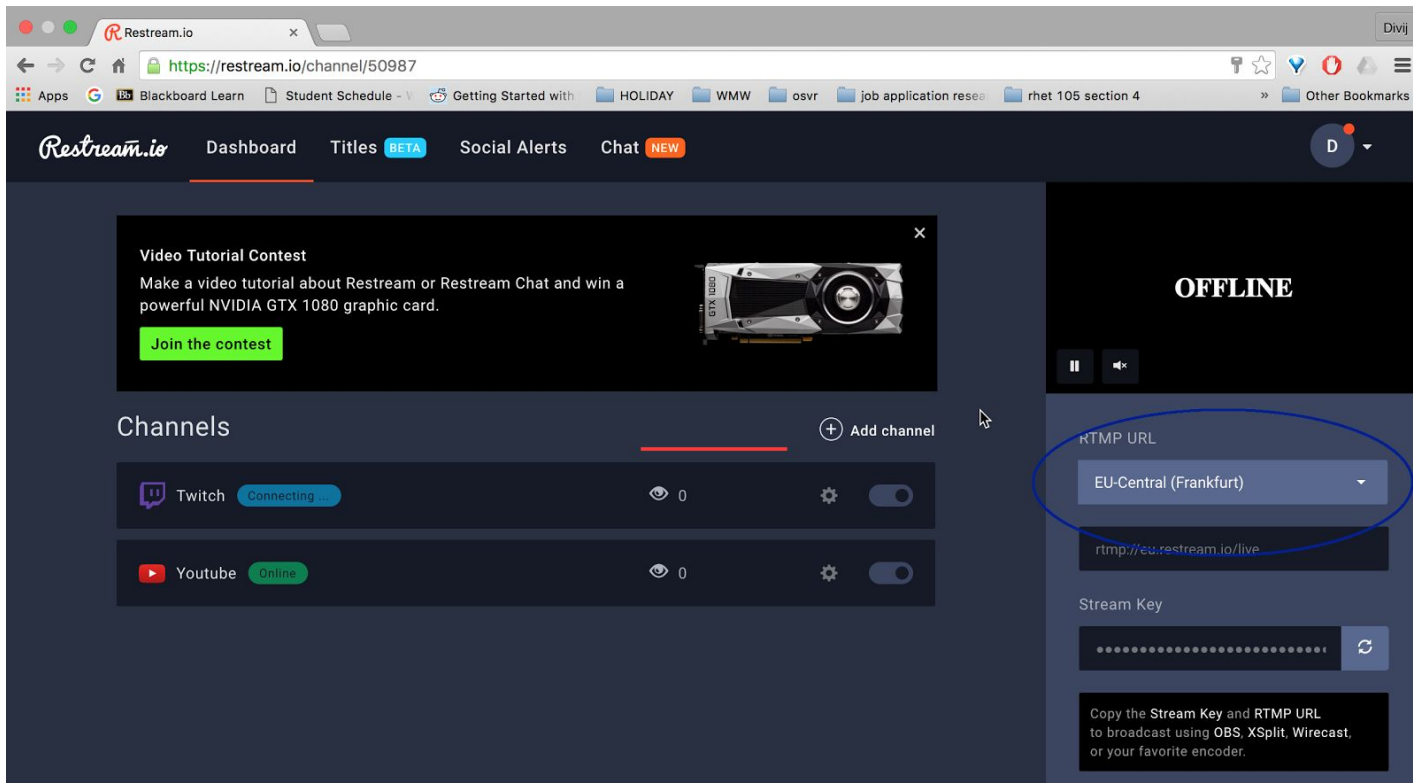 Restream.io
Divij
https://restream.io/channel/50987
Apps Blackboard Learn Student Schedule - Getting Started with HOLIDAY WMW osvr job application resea rhet 105 section 4 » Other Bookmarks
Restream.io Dashboard Titles BETA Social Alerts Chat NEW D
Video Tutorial Contest
Make a video tutorial about Restream or Restream Chat and win a
powerful NVIDIA GTX 1080 graphic card.
Join the contest
GTX 1080
OFFLINE
Channels
Add channel
Twitch Connecting ... 0
Youtube Online 0
RTMP URL
EU-Central (Frankfurt)
rtmp://eu.restream.io/live
Stream Key
Copy the Stream Key and RTMP URL
to broadcast using OBS, XSplit, Wirecast,
or your favorite encoder.